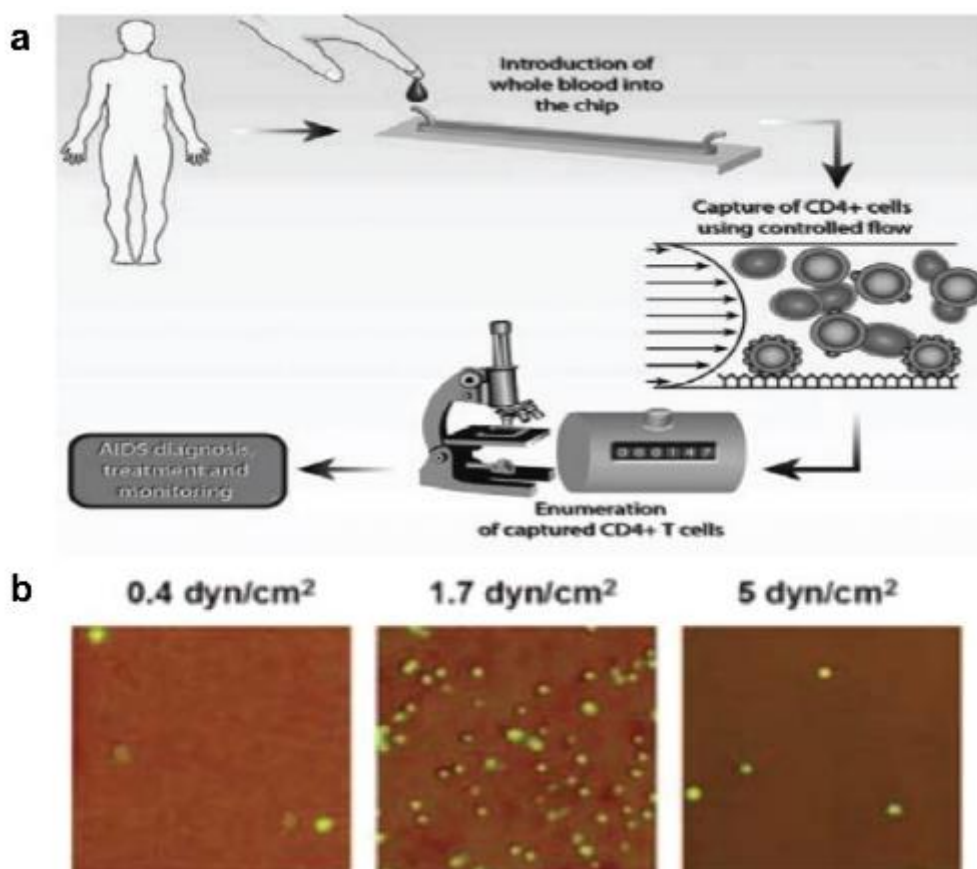 a
Introduction of
whole blood into
the chip
Capture of CD4+ cells
using controlled flow
000147
AIDS diagnosis,
treatment and
monitoring
Enumeration
of captured CD4+ T cells
b
0.4 dyn/cm²
1.7 dyn/cm²
5 dyn/cm²